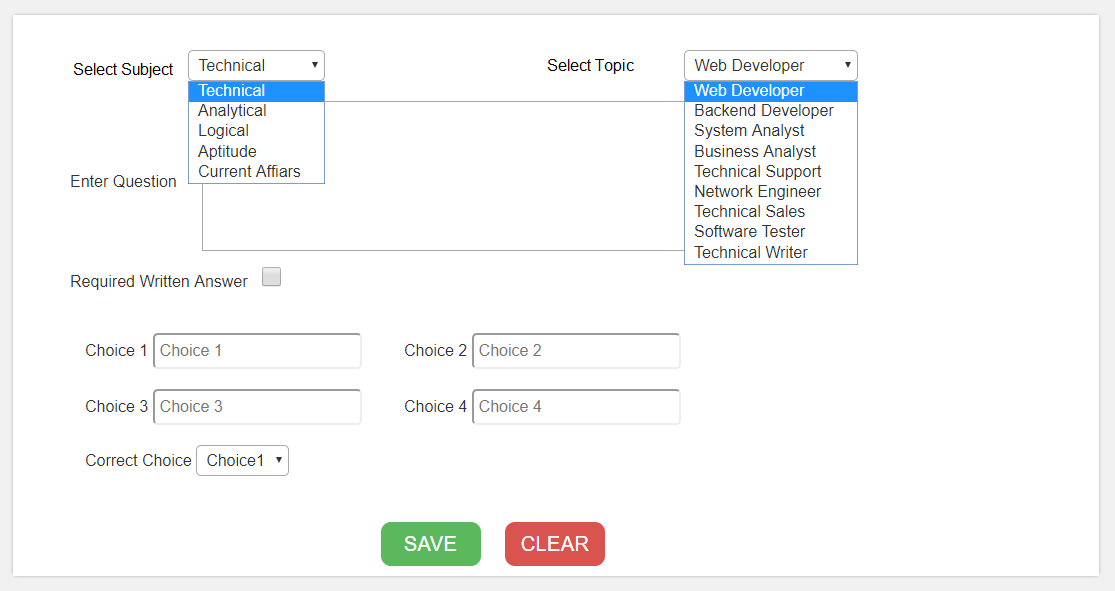 Select Subject Technical Select Topic Web Developer
Technical Web Developer
Analytical Backend Developer
Logical System Analyst
Aptitude Business Analyst
Current Affiars Technical Support
Enter Question Network Engineer
Technical Sales
Software Tester
Technical Writer
Required Written Answer
Choice 1 Choice 1 Choice 2 Choice 2
Choice 3 Choice 3 Choice 4 Choice 4
Correct Choice Choice1
SAVE CLEAR